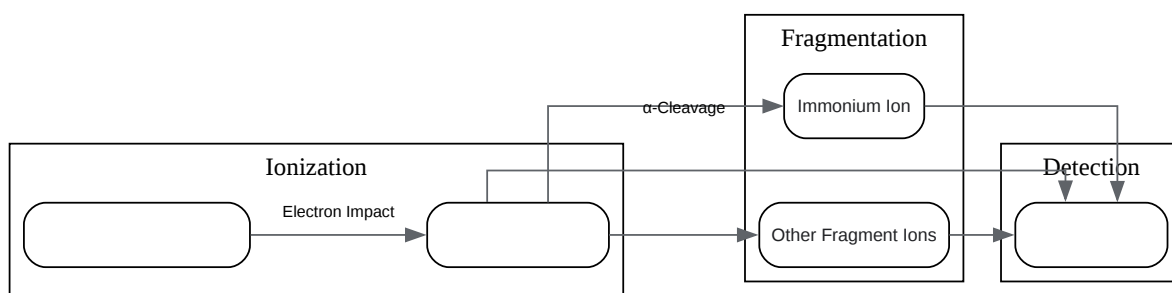 Fragmentation
Immonium Ion
α-Cleavage
Ionization
Detection
Electron Impact
Other Fragment Ions